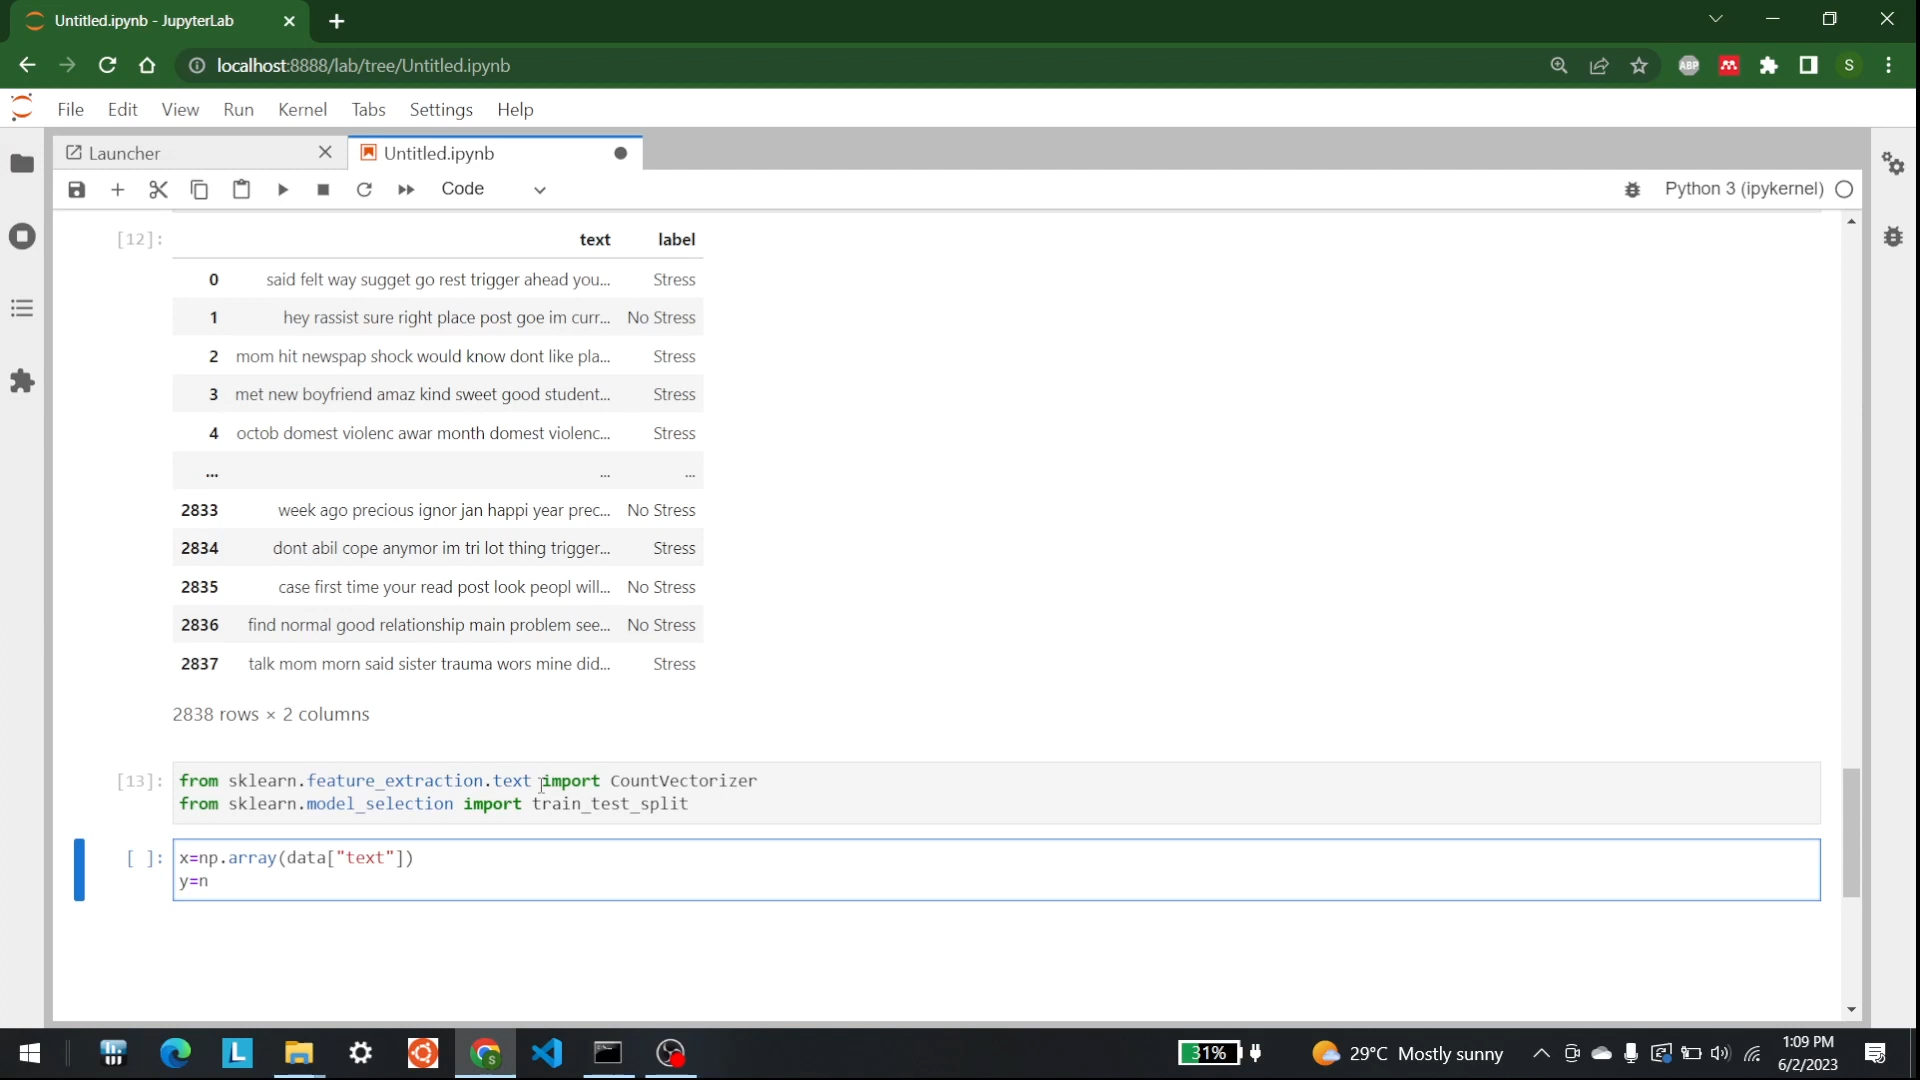 Untitled.ipynb - JupyterLab
localhost:8888/lab/tree/Untitled.ipynb
ABP
S
File Edit View Run Kernel Tabs Settings Help
Launcher
Untitled.ipynb
Code
Python 3 (ipykernel)
[12]:
text label
0 said felt way sugget go rest trigger ahead you... Stress
1 hey rassist sure right place post goe im curr... No Stress
2 mom hit newspap shock would know dont like pla... Stress
3 met new boyfriend amaz kind sweet good student... Stress
4 octob domest violenc awar month domest violenc... Stress
... ... ...
2833 week ago precious ignor jan happi year prec... No Stress
2834 dont abil cope anymor im tri lot thing trigger... Stress
2835 case first time your read post look peopl will... No Stress
2836 find normal good relationship main problem see... No Stress
2837 talk mom morn said sister trauma wors mine did... Stress
2838 rows × 2 columns
[13]: from sklearn.feature_extraction.text import CountVectorizer
from sklearn.model_selection import train_test_split
[ ]: x=np.array(data["text"])
y=n
L
S
31%
29°C Mostly sunny
1:09 PM
6/2/2023